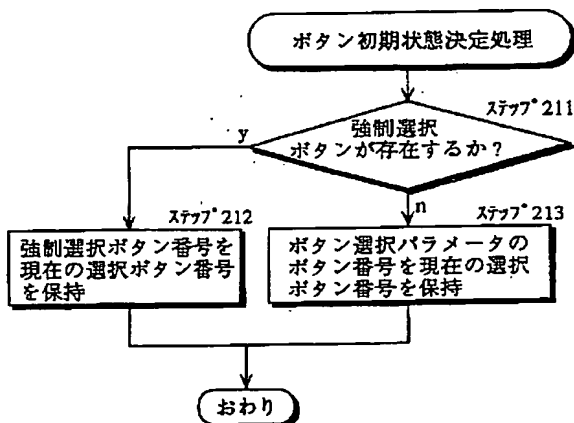 ボタン初期状態決定処理
ステップ211
強制選択
ボタンが存在するか?
y
n
ステップ212
強制選択ボタン番号を
現在の選択ボタン番号
を保持
ステップ213
ボタン選択パラメータの
ボタン番号を現在の選択
ボタン番号を保持
おわり